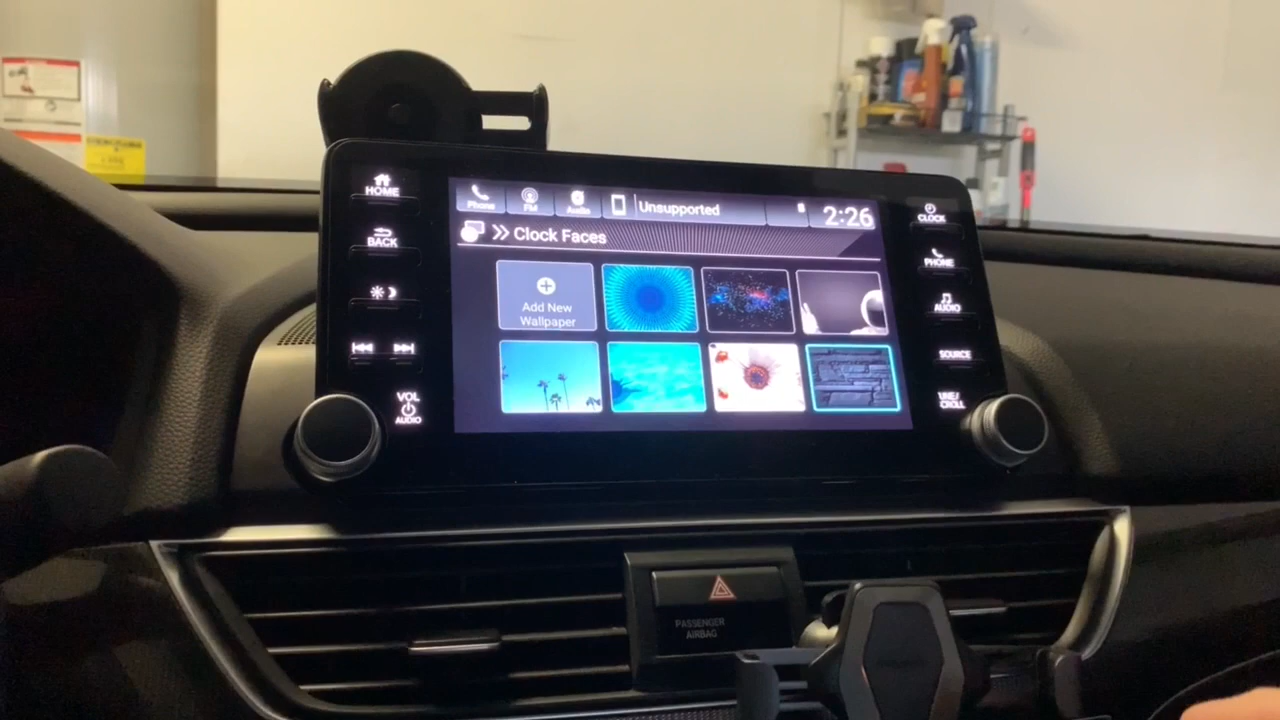 HOME
BACK
VOL
AUDIO
Phone
FM
Audio
Unsupported
2:26
Clock Faces
Add New
Wallpaper
CLOCK
PHONE
AUDIO
SOURCE
PASSENGER
AIRBAG